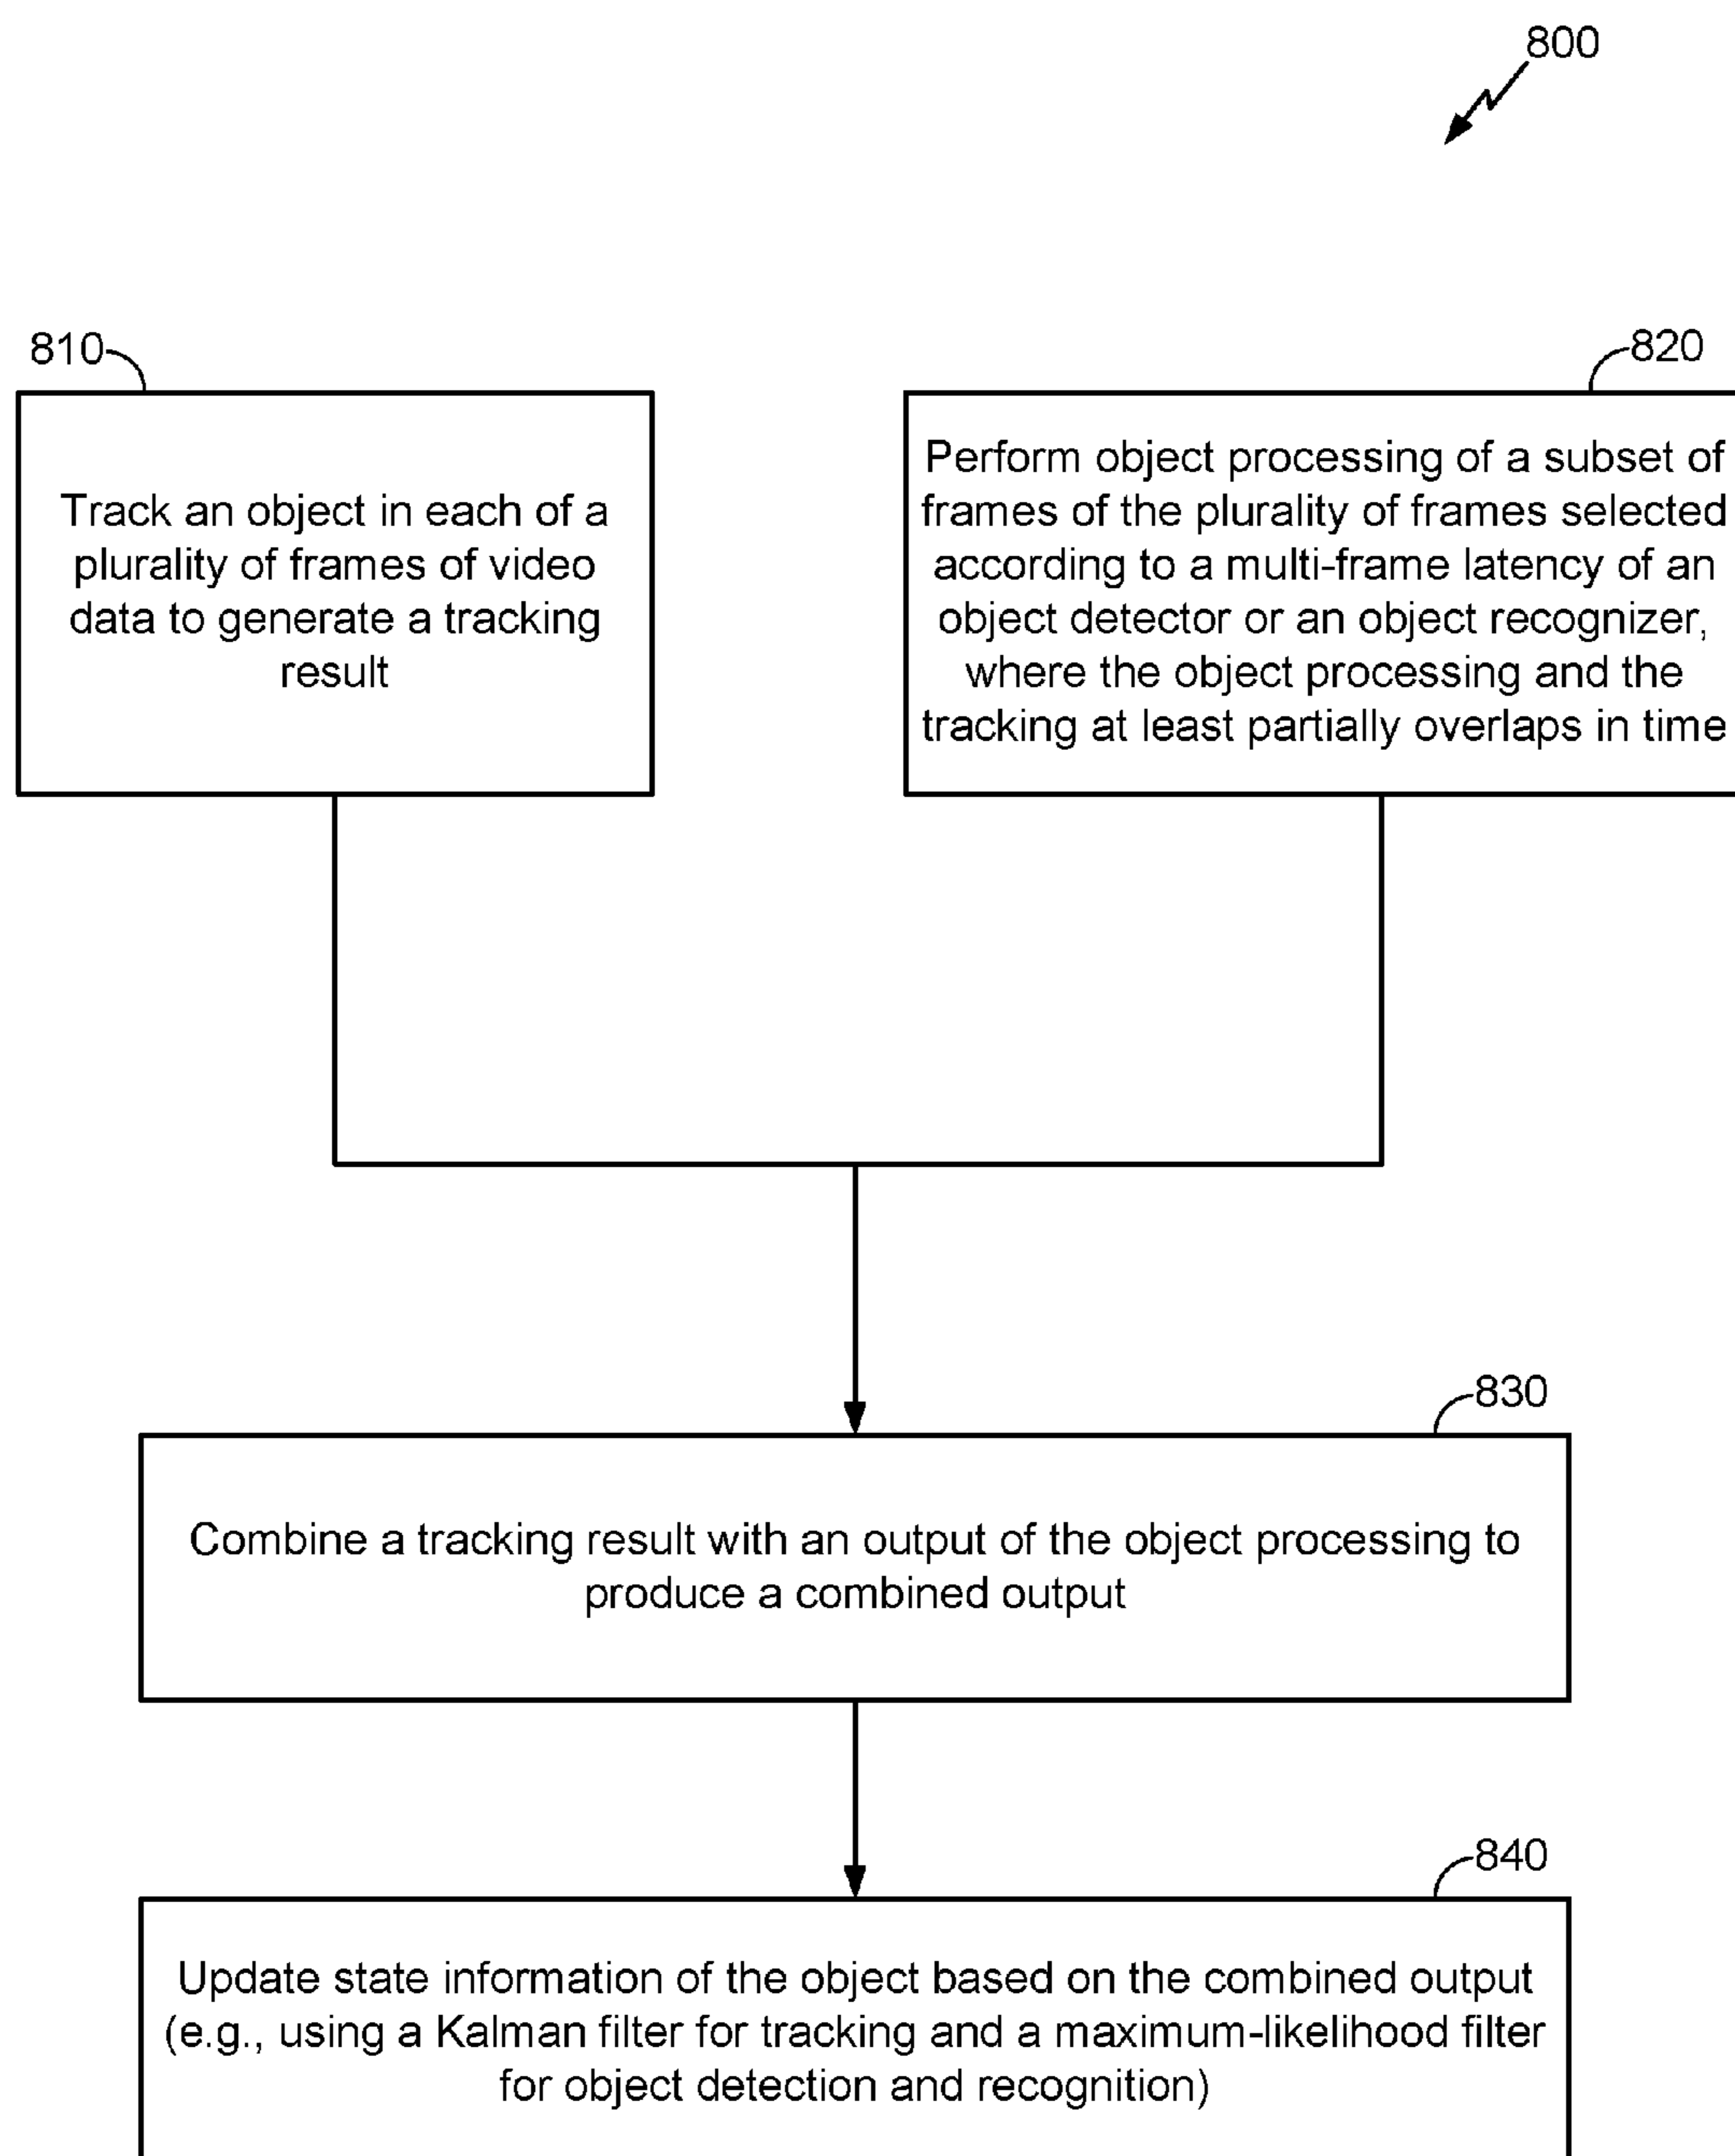 800
810
Track an object in each of a
plurality of frames of video
data to generate a tracking
result
820
Perform object processing of a subset of
frames of the plurality of frames selected
according to a multi-frame latency of an
object detector or an object recognizer,
where the object processing and the
tracking at least partially overlaps in time
830
Combine a tracking result with an output of the object processing to
produce a combined output
840
Update state information of the object based on the combined output
(e.g., using a Kalman filter for tracking and a maximum-likelihood filter
for object detection and recognition)